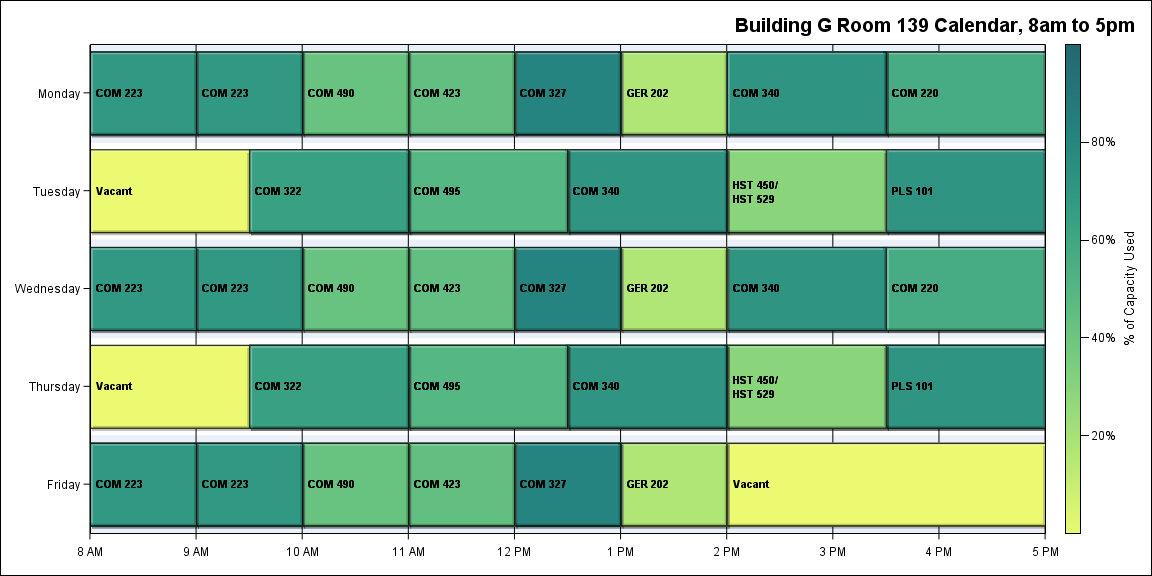 Building G Room 139 Calendar, 8am to 5pm
Monday
COM 223
COM 223
COM 490
COM 423
COM 327
GER 202
COM 340
COM 220
Tuesday
Vacant
COM 322
COM 495
COM 340
HST 450/
HST 529
PLS 101
Wednesday
COM 223
COM 223
COM 490
COM 423
COM 327
GER 202
COM 340
COM 220
Thursday
Vacant
COM 322
COM 495
COM 340
HST 450/
HST 529
PLS 101
Friday
COM 223
COM 223
COM 490
COM 423
COM 327
GER 202
Vacant
8 AM
9 AM
10 AM
11 AM
12 PM
1 PM
2 PM
3 PM
4 PM
5 PM
80%
60%
40%
20%
% of Capacity Used